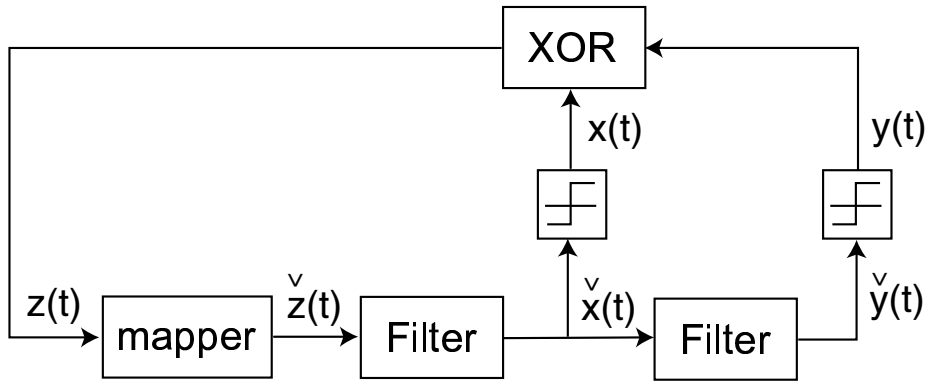 XOR
x(t)
y(t)
z(t)
mapper
ž(t)
Filter
x̌(t)
Filter
y̌(t)